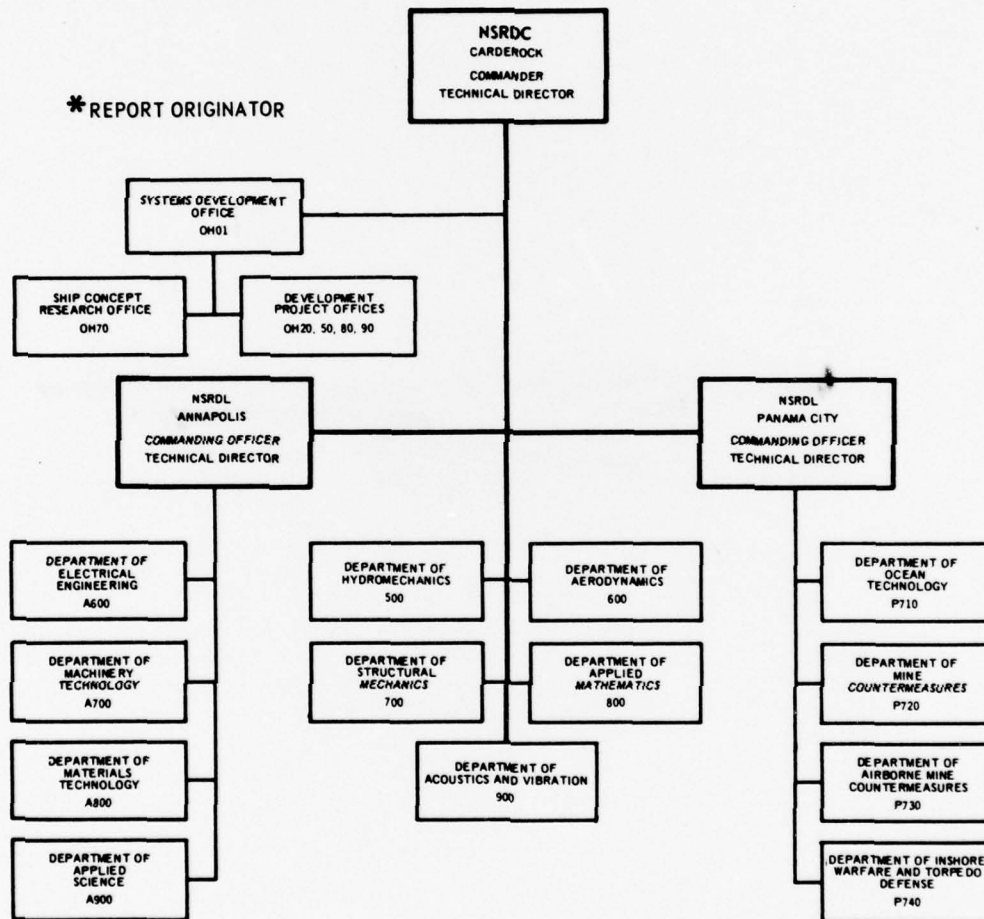 NSRDC
CARDEROCK
COMMANDER
TECHNICAL DIRECTOR
*REPORT ORIGINATOR
SYSTEMS DEVELOPMENT
OFFICE
OH01
SHIP CONCEPT
RESEARCH OFFICE
OH70
DEVELOPMENT
PROJECT OFFICES
OH20, 50, 80, 90
NSRDL
ANNAPOLIS
COMMANDING OFFICER
TECHNICAL DIRECTOR
NSRDL
PANAMA CITY
COMMANDING OFFICER
TECHNICAL DIRECTOR
DEPARTMENT OF
ELECTRICAL
ENGINEERING
A600
DEPARTMENT OF
HYDROMECHANICS
500
DEPARTMENT OF
AERODYNAMICS
600
DEPARTMENT OF
OCEAN
TECHNOLOGY
P710
DEPARTMENT OF
MACHINERY
TECHNOLOGY
A700
DEPARTMENT OF
STRUCTURAL
MECHANICS
700
DEPARTMENT OF
APPLIED
MATHEMATICS
800
DEPARTMENT OF
MINE
COUNTERMEASURES
P720
DEPARTMENT OF
MATERIALS
TECHNOLOGY
A800
DEPARTMENT OF
ACOUSTICS AND VIBRATION
900
DEPARTMENT OF
AIRBORNE MINE
COUNTERMEASURES
P730
DEPARTMENT OF
APPLIED
SCIENCE
A900
DEPARTMENT OF INSHORE
WARFARE AND TORPEDO
DEFENSE
P740